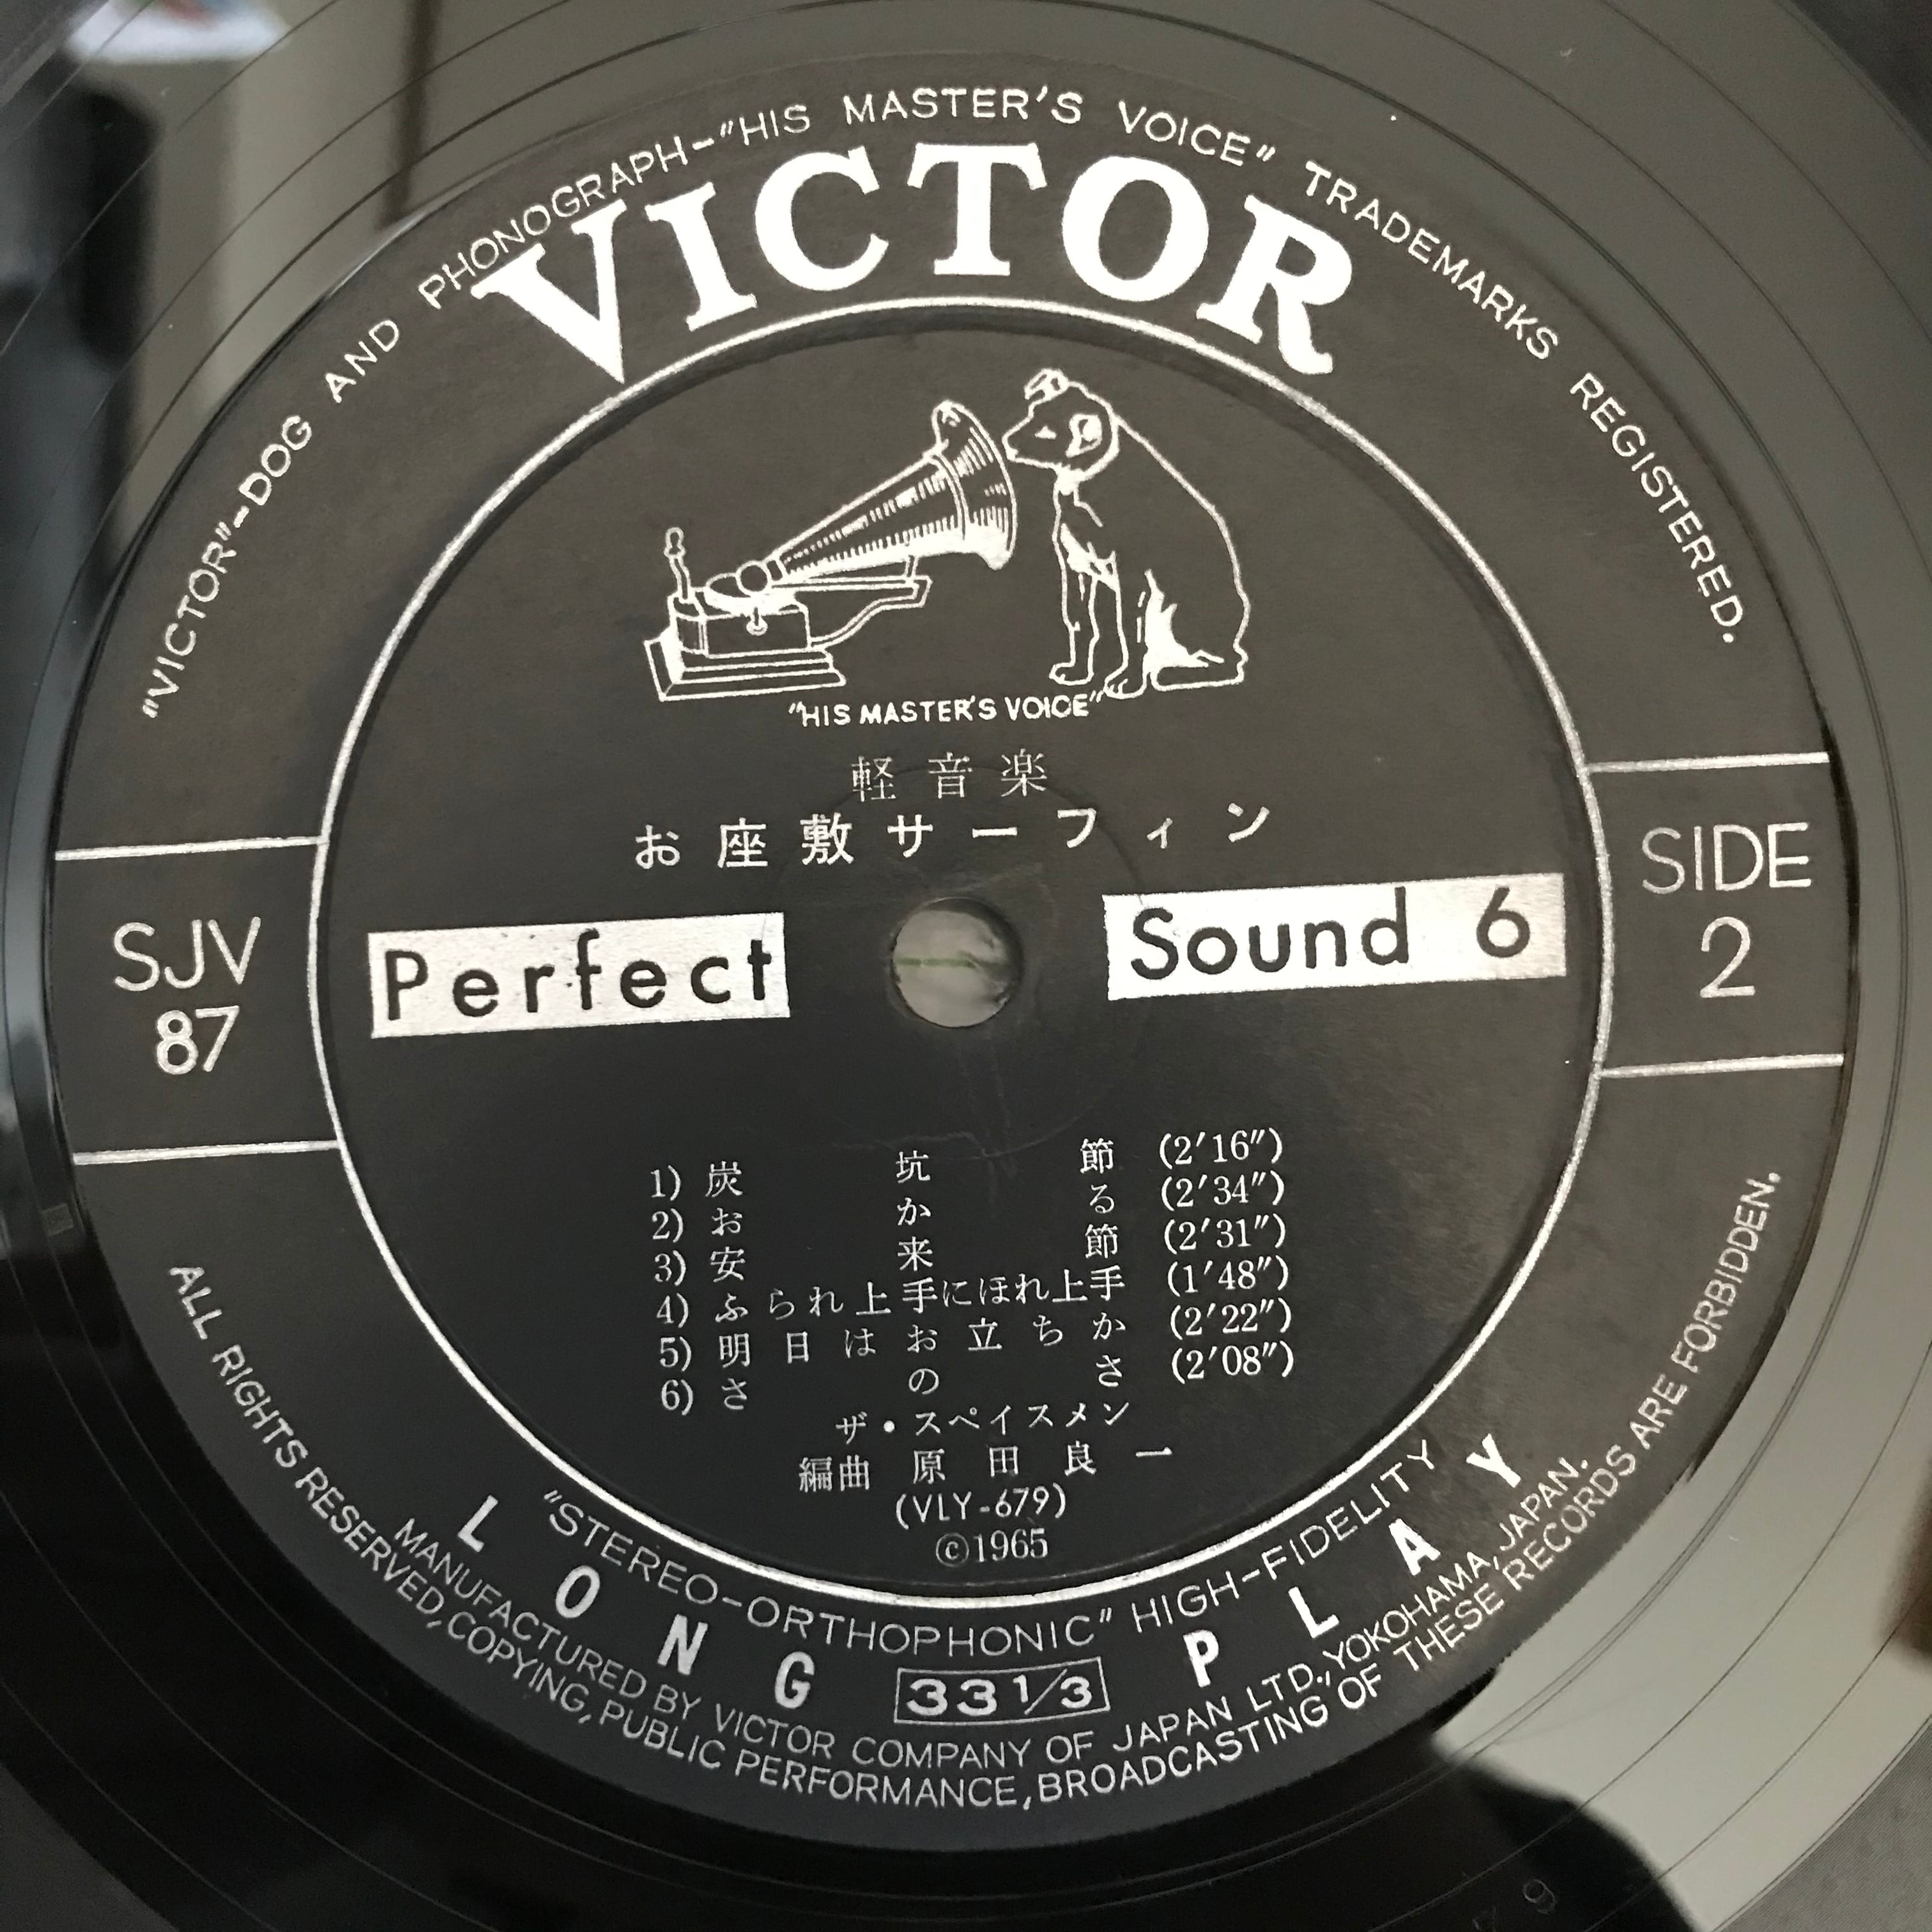 "VICTOR"-DOG AND PHONOGRAPH-"HIS MASTER'S VOICE" TRADEMARKS REGISTERED.
VICTOR
"HIS MASTER'S VOICE"
軽音楽
お座敷サーフィン
Perfect Sound 6
SJV
87
SIDE
2
1) 炭坑節 (2'16")
2) おかる (2'34")
3) 安来節 (2'31")
4) ふられ上手にほれ上手 (1'48")
5) 明日はお立ちか (2'22")
6) さのさ (2'08")
ザ・スペイスメン
編曲 原田良一
(VLY-679)
©1965
"STEREO-ORTHOPHONIC" HIGH-FIDELITY
LONG 33 1/3 PLAY
MANUFACTURED BY VICTOR COMPANY OF JAPAN LTD., YOKOHAMA, JAPAN.
ALL RIGHTS RESERVED, COPYING, PUBLIC PERFORMANCE, BROADCASTING OF THESE RECORDS ARE FORBIDDEN.